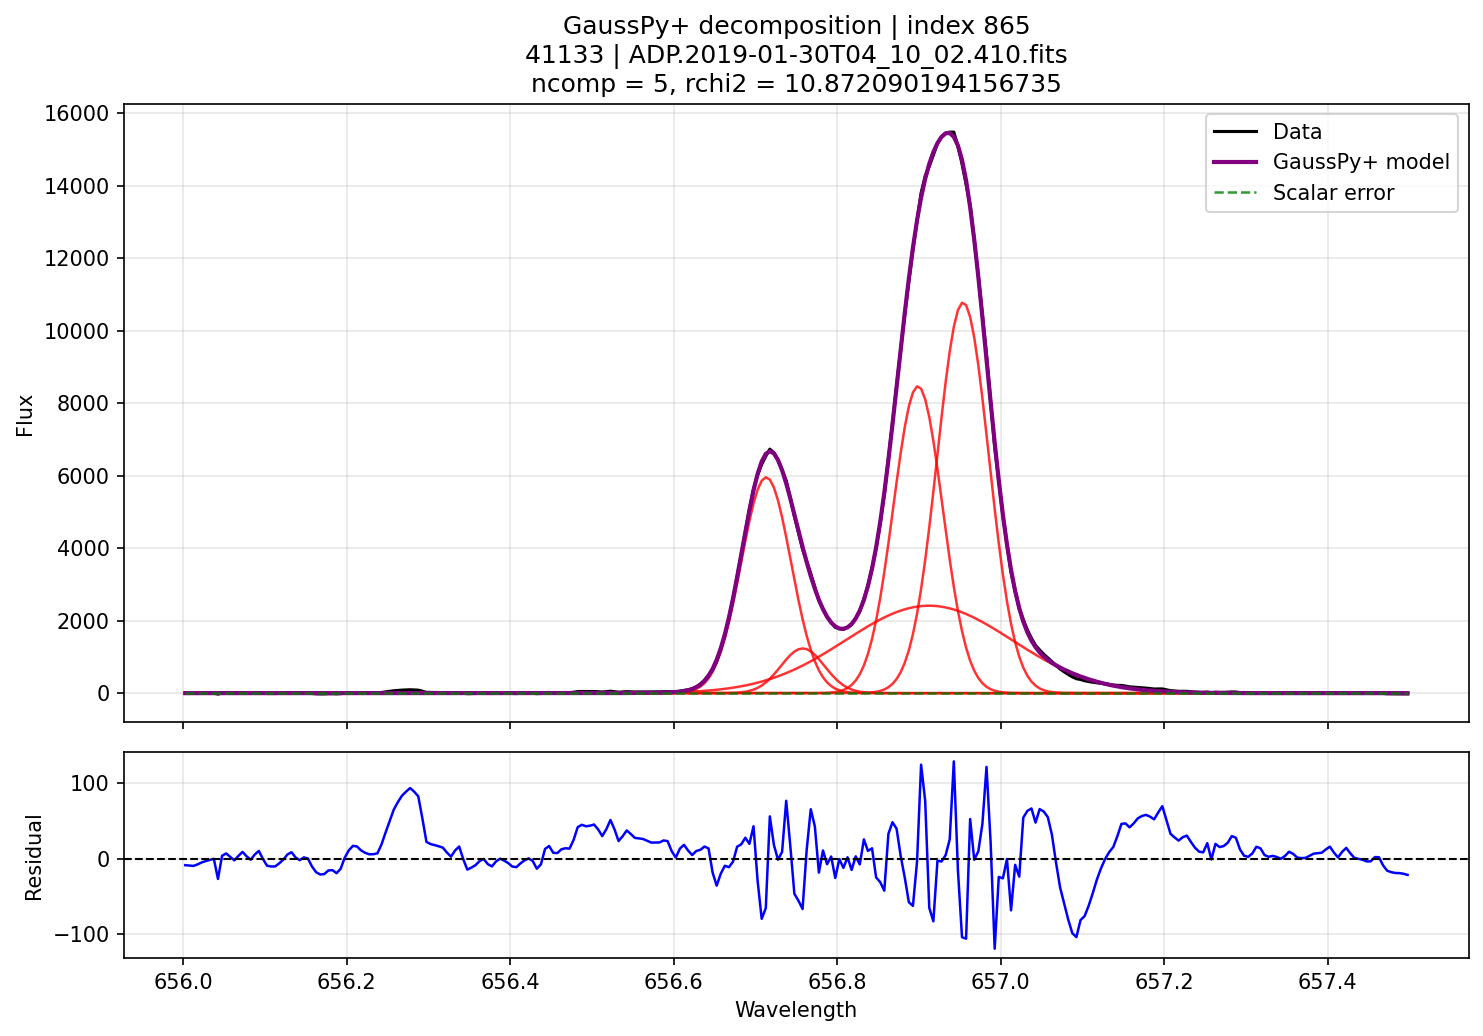 GaussPy+ decomposition | index 865
41133 | ADP.2019-01-30T04_10_02.410.fits
ncomp = 5, rchi2 = 10.872090194156735
16000
14000
12000
10000
8000
6000
4000
2000
0
Flux
Data
GaussPy+ model
Scalar error
100
0
−100
Residual
656.0
656.2
656.4
656.6
656.8
657.0
657.2
657.4
Wavelength